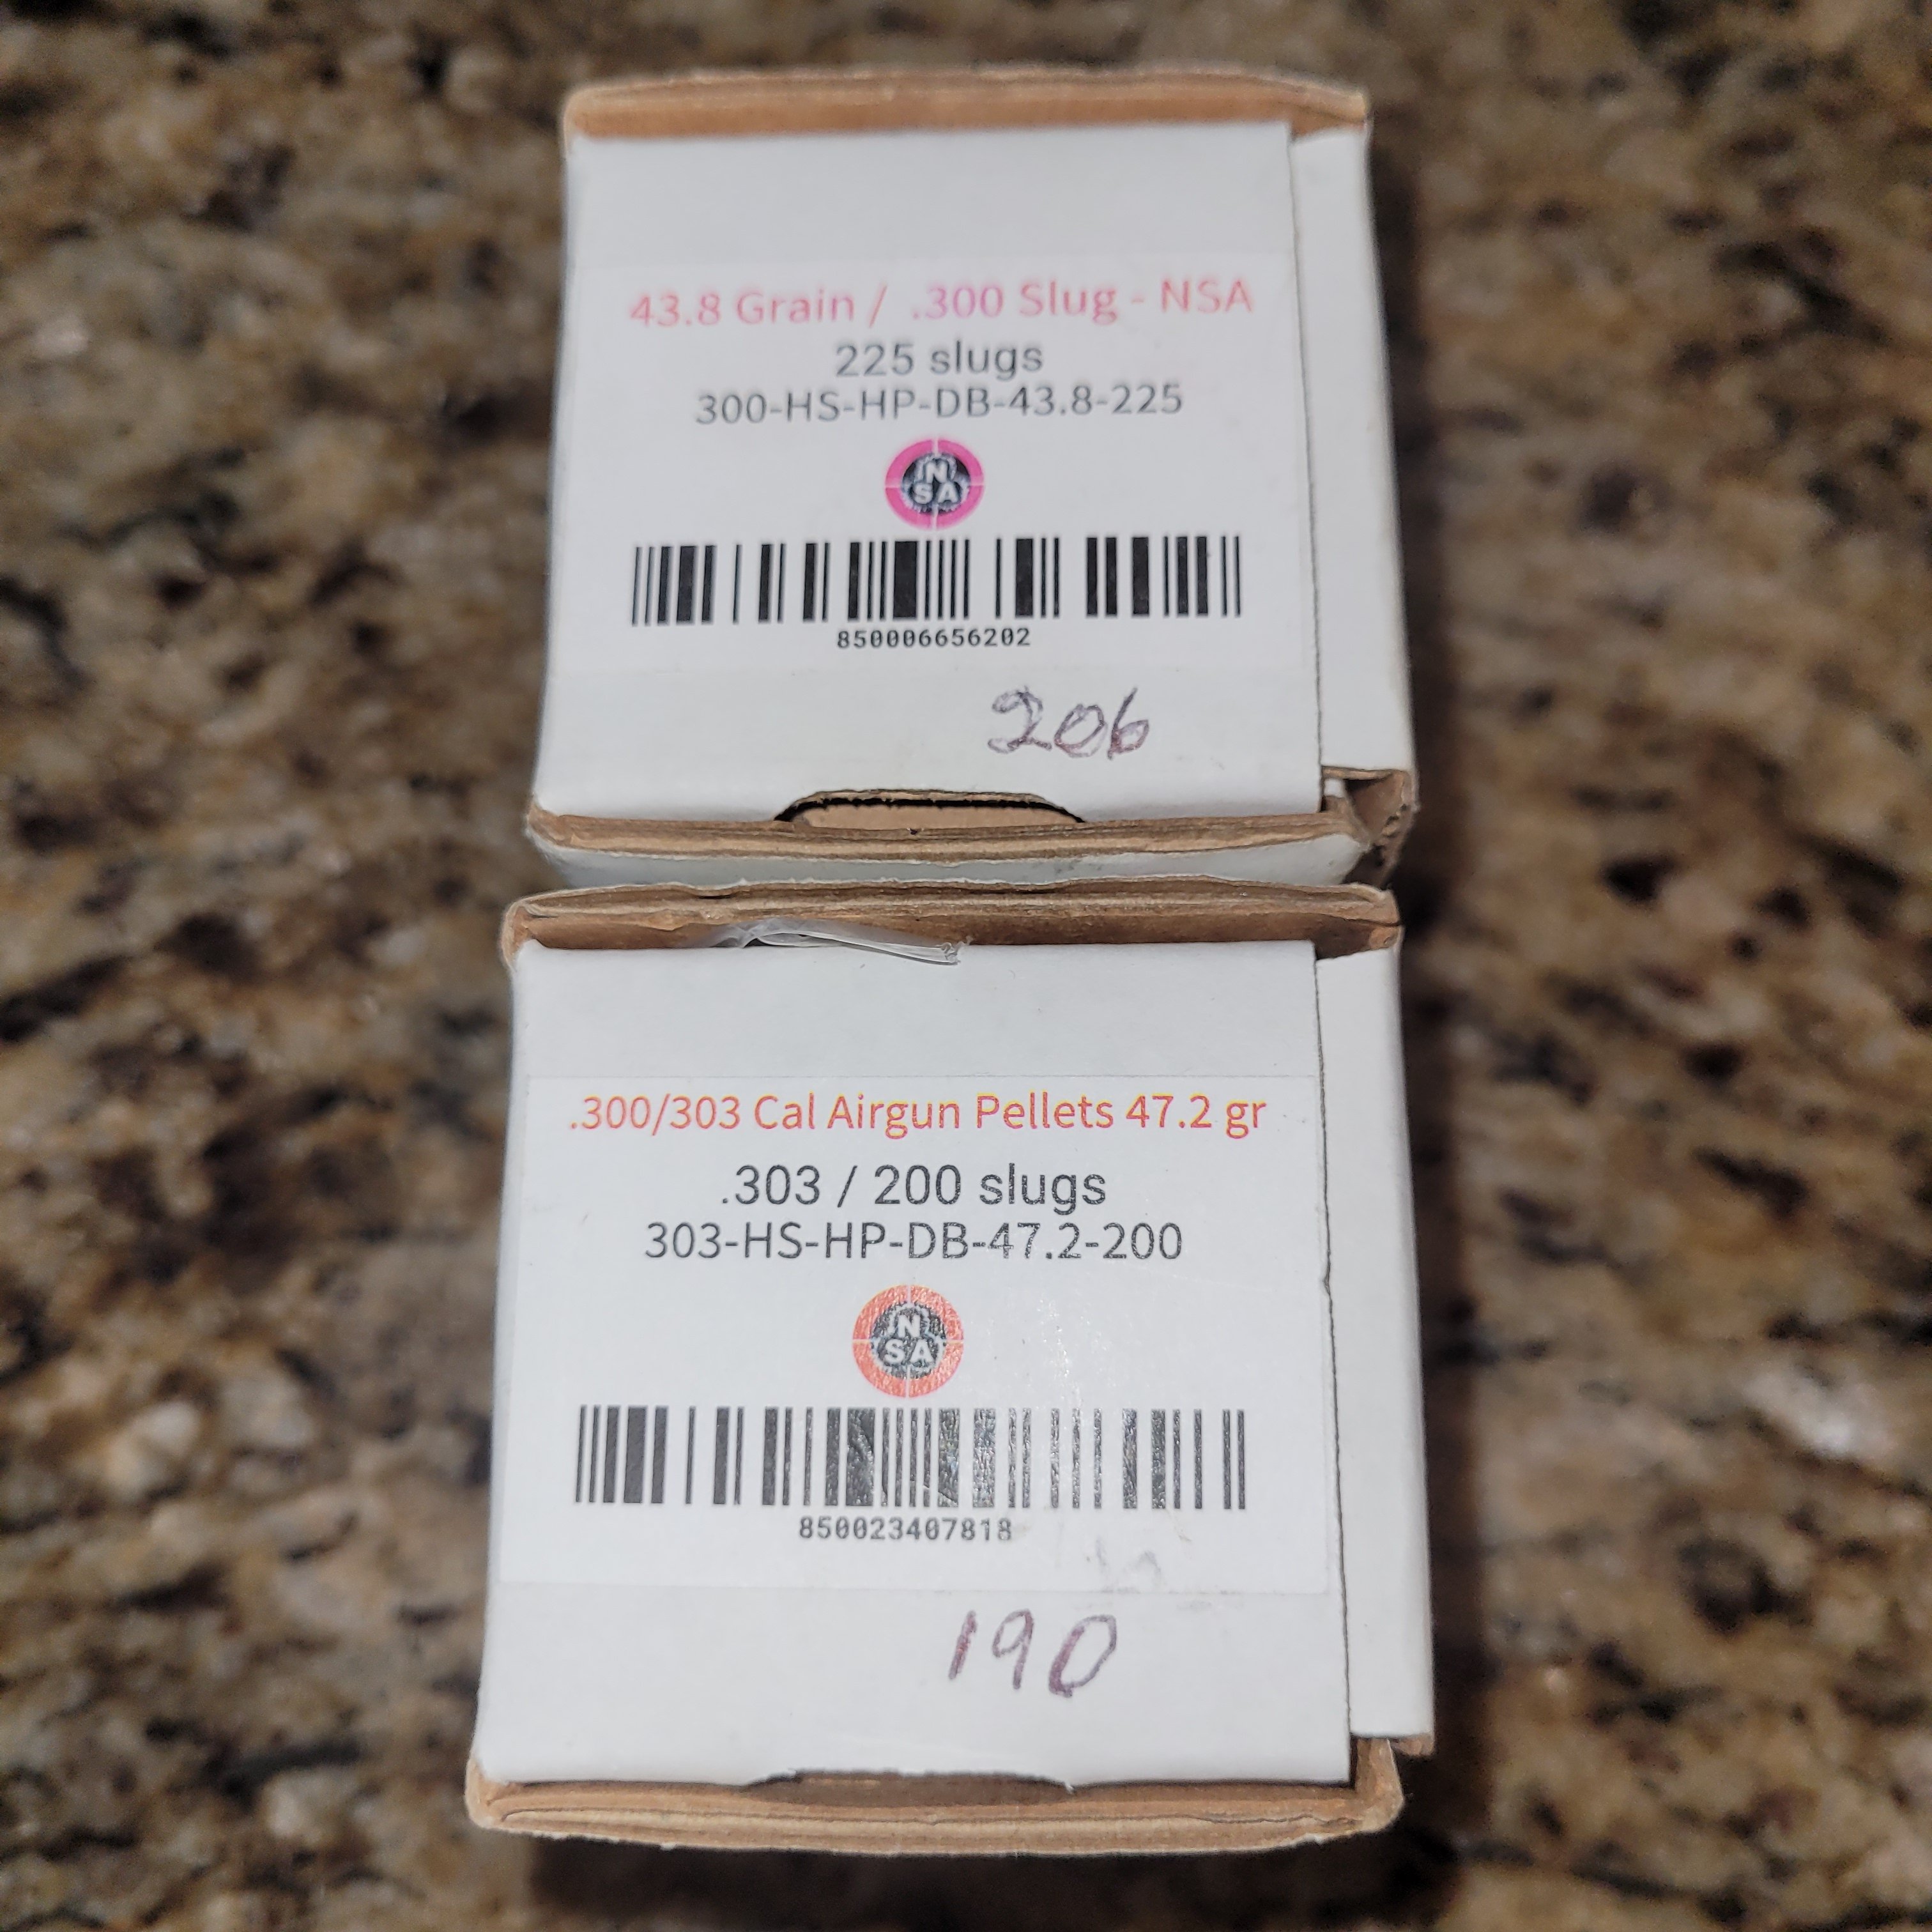 43.8 Grain / .300 Slug - NSA
225 slugs
300-HS-HP-DB-43.8-225
N
SA
850006656202
206
.300/303 Cal Airgun Pellets 47.2 gr
.303 / 200 slugs
303-HS-HP-DB-47.2-200
N
SA
850023407818
190